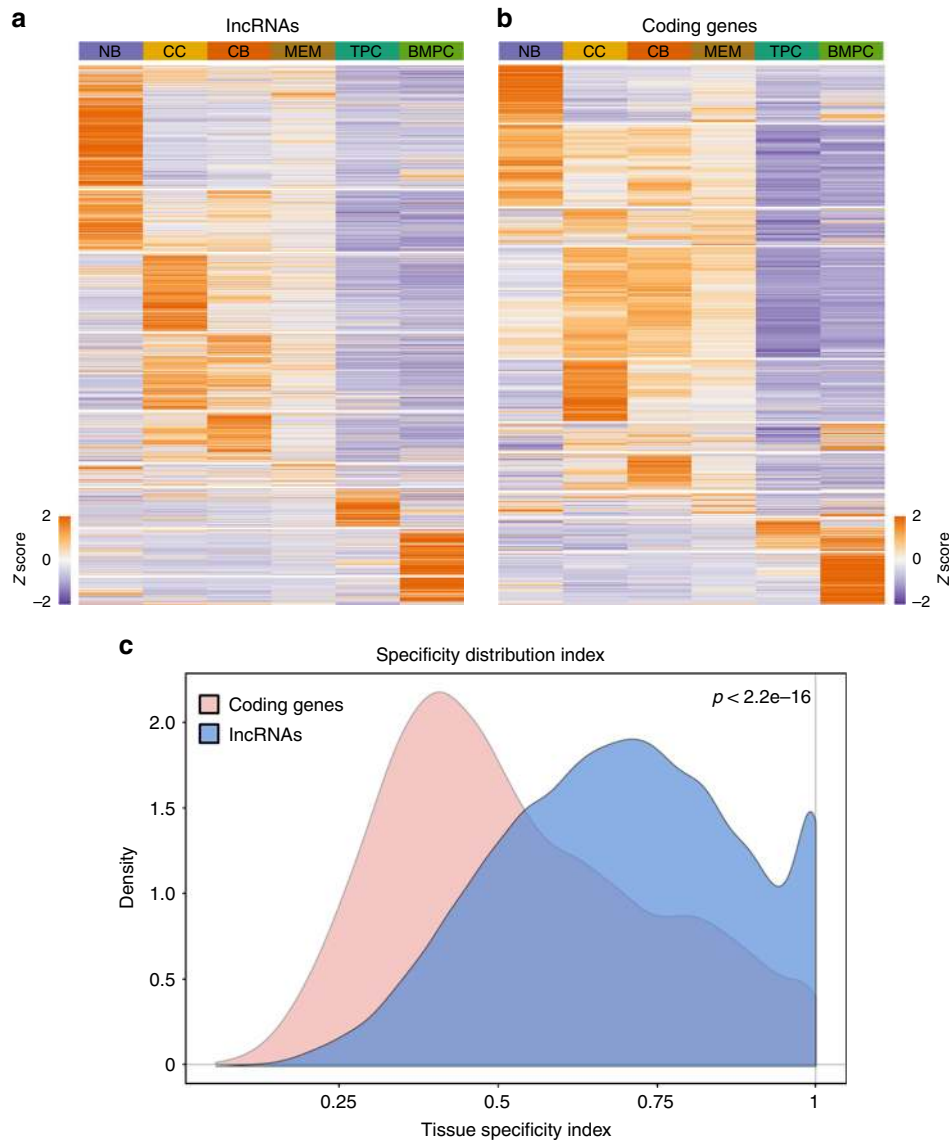 a
lncRNAs
NB CC CB MEM TPC BMPC
2
0
–2
Z score
b
Coding genes
NB CC CB MEM TPC BMPC
2
0
–2
Z score
c
Specificity distribution index
Coding genes
lncRNAs
p < 2.2e–16
2.0
1.5
1.0
0.5
0
Density
0.25 0.5 0.75 1
Tissue specificity index